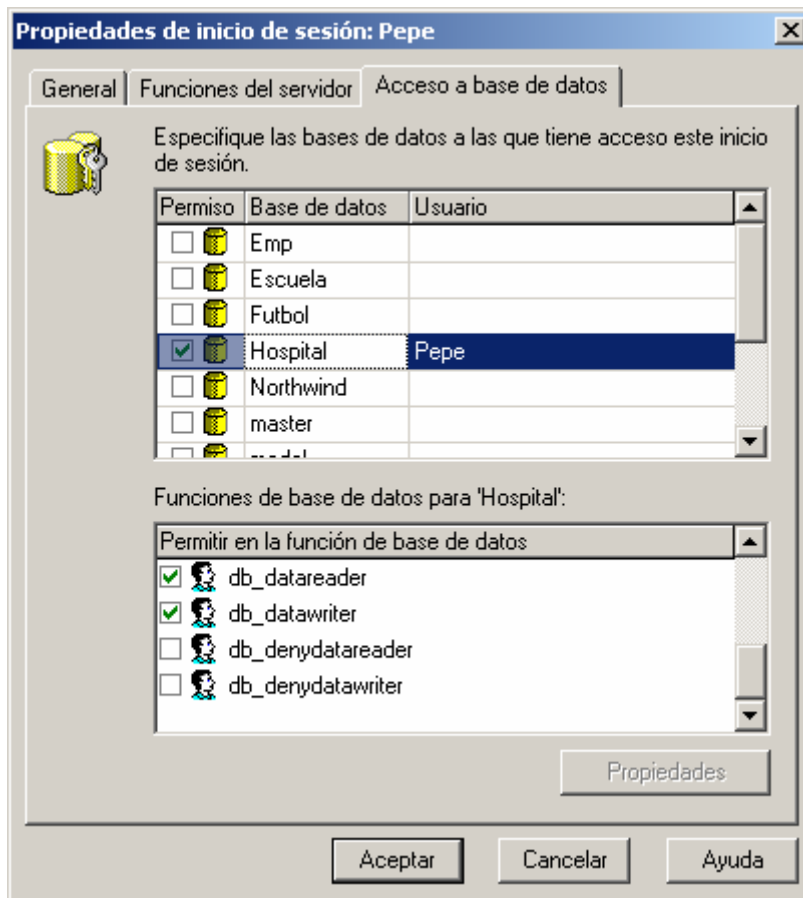 Propiedades de inicio de sesión: Pepe
General Funciones del servidor Acceso a base de datos
Especifique las bases de datos a las que tiene acceso este inicio
de sesión.
Permiso Base de datos Usuario
Emp
Escuela
Futbol
Hospital Pepe
Northwind
master
Funciones de base de datos para 'Hospital':
Permitir en la función de base de datos
db_datareader
db_datawriter
db_denydatareader
db_denydatawriter
Propiedades
Aceptar Cancelar Ayuda